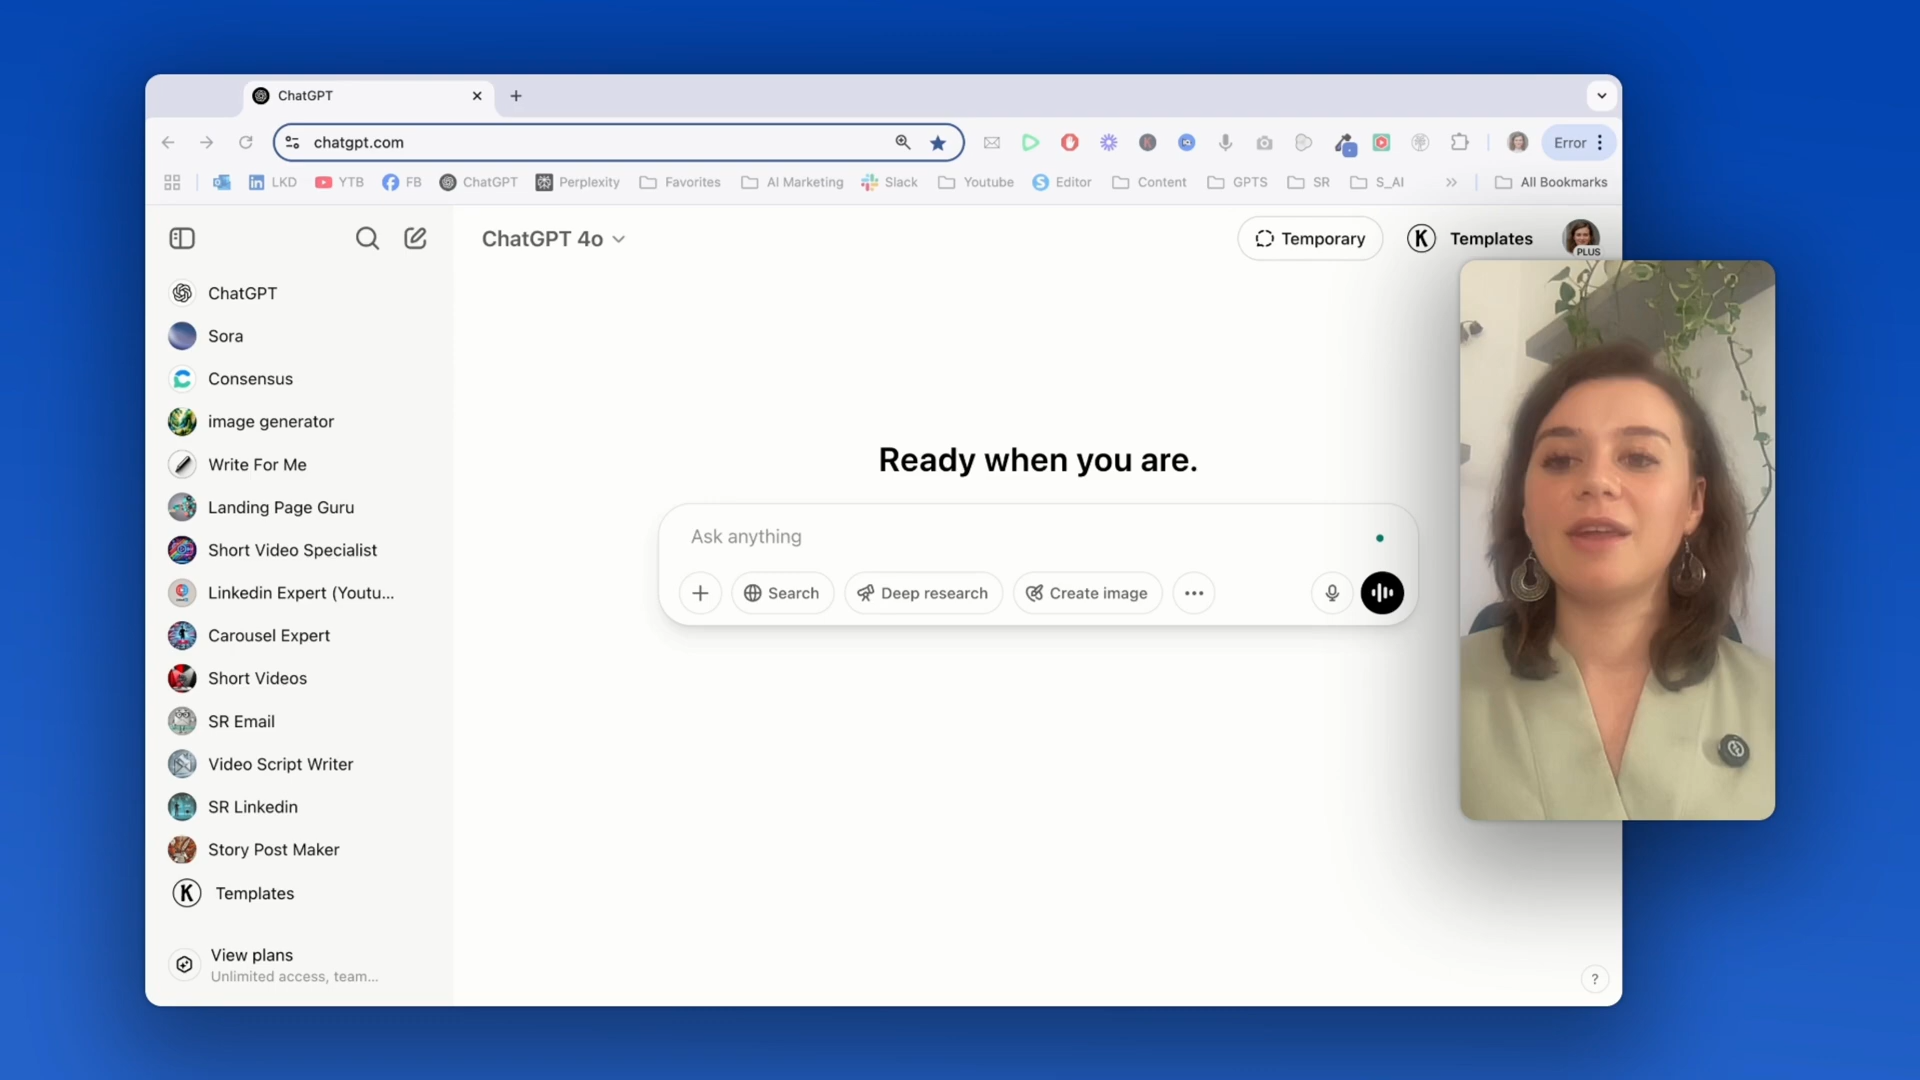 ChatGPT
chatgpt.com
Error
LKD
YTB
FB
ChatGPT
Perplexity
Favorites
AI Marketing
Slack
Youtube
Editor
Content
GPTS
SR
S_AI
All Bookmarks
ChatGPT 4o
Temporary
K
Templates
PLUS
ChatGPT
Sora
Consensus
image generator
Write For Me
Landing Page Guru
Short Video Specialist
Linkedin Expert (Youtu...
Carousel Expert
Short Videos
SR Email
Video Script Writer
SR Linkedin
Story Post Maker
K Templates
View plans
Unlimited access, team...
Ready when you are.
Ask anything
Search
Deep research
Create image
?